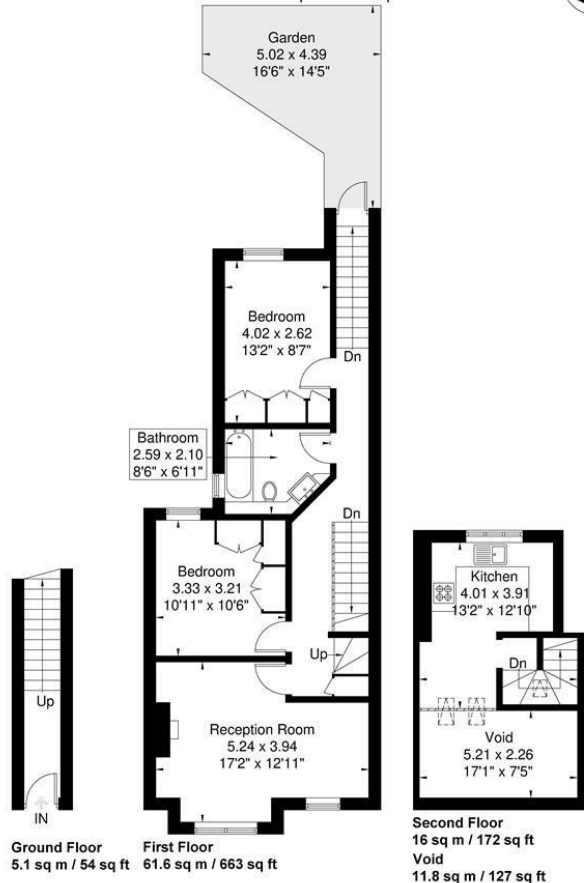 Garden
5.02 x 4.39
16'6" x 14'5"
Bedroom
4.02 x 2.62
13'2" x 8'7"
Dn
Bathroom
2.59 x 2.10
8'6" x 6'11"
Dn
Bedroom
3.33 x 3.21
10'11" x 10'6"
Up
Reception Room
5.24 x 3.94
17'2" x 12'11"
Up
IN
Kitchen
4.01 x 3.91
13'2" x 12'10"
Dn
Void
5.21 x 2.26
17'1" x 7'5"
Ground Floor
5.1 sq m / 54 sq ft
First Floor
61.6 sq m / 663 sq ft
Second Floor
16 sq m / 172 sq ft
Void
11.8 sq m / 127 sq ft